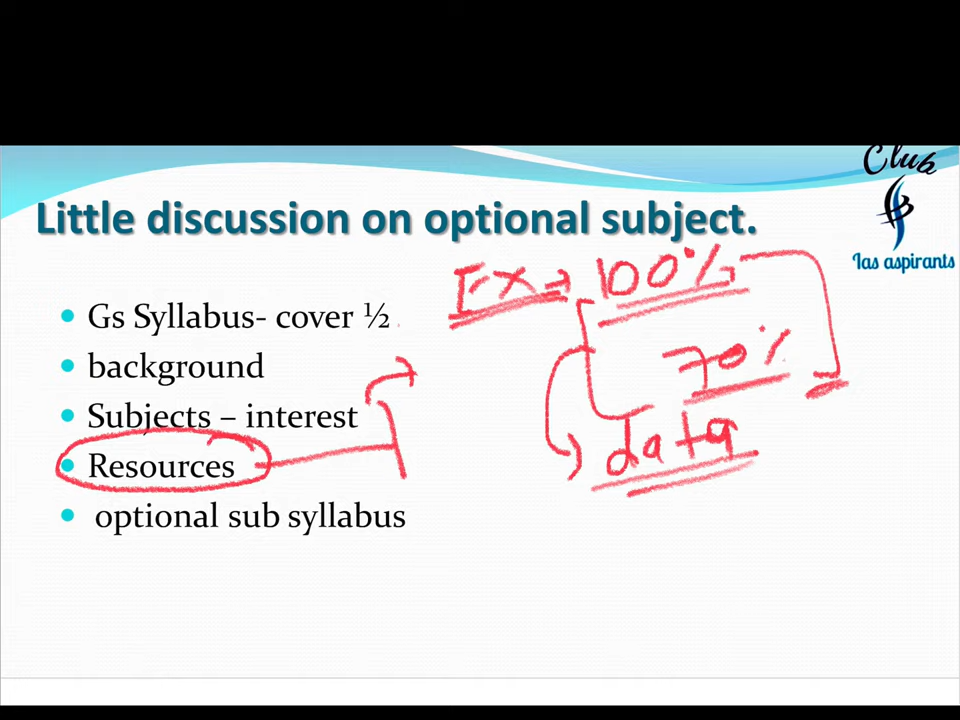 Club
Ias aspirants
Little discussion on optional subject.
Ex → 100%
Gs Syllabus- cover ½
background
70%
Subjects – interest
data
Resources
optional sub syllabus